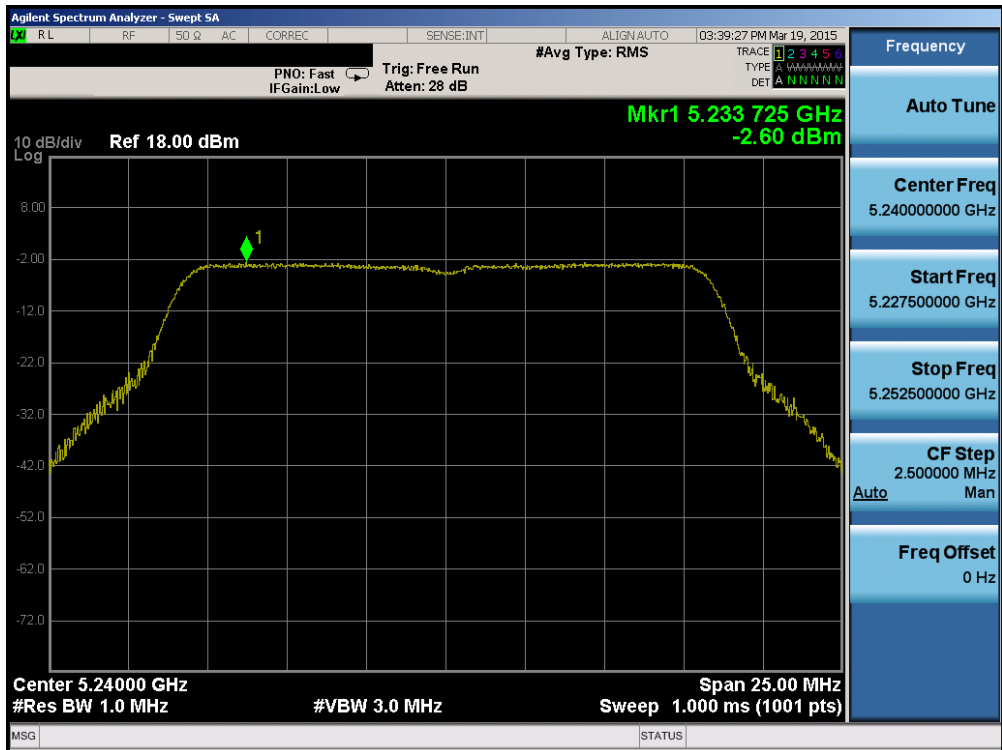 Agilent Spectrum Analyzer - Swept SA
LXI RL RF 50 Ω AC CORREC SENSE:INT ALIGN AUTO 03:39:27 PM Mar 19, 2015
#Avg Type: RMS TRACE 1 2 3 4 5 6
PNO: Fast Trig: Free Run TYPE A WWWWW
IFGain:Low Atten: 28 dB DET A N N N N N
Mkr1 5.233 725 GHz
-2.60 dBm
10 dB/div Ref 18.00 dBm
Log
1
8.00
-2.00
-12.0
-22.0
-32.0
-42.0
-52.0
-62.0
-72.0
Center 5.24000 GHz Span 25.00 MHz
#Res BW 1.0 MHz #VBW 3.0 MHz Sweep 1.000 ms (1001 pts)
MSG STATUS
Frequency
Auto Tune
Center Freq
5.240000000 GHz
Start Freq
5.227500000 GHz
Stop Freq
5.252500000 GHz
CF Step
2.500000 MHz
Auto Man
Freq Offset
0 Hz